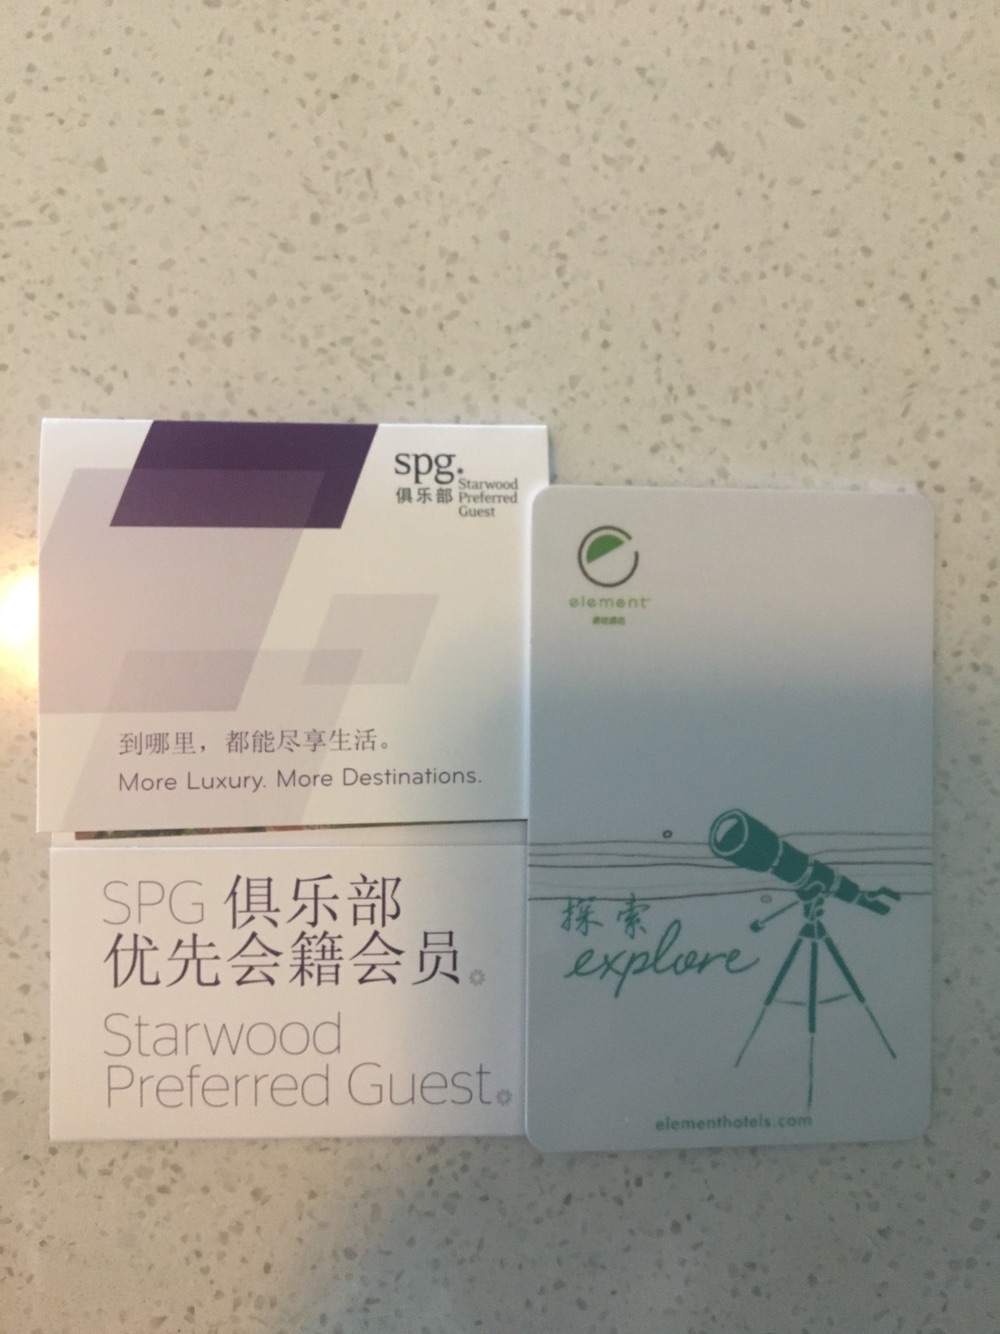 spg.
俱乐部
Starwood
Preferred
Guest
到哪里，都能尽享生活。
More Luxury. More Destinations.
SPG 俱乐部
优先会籍会员
Starwood
Preferred Guest
element
探索
explore
elementhotels.com